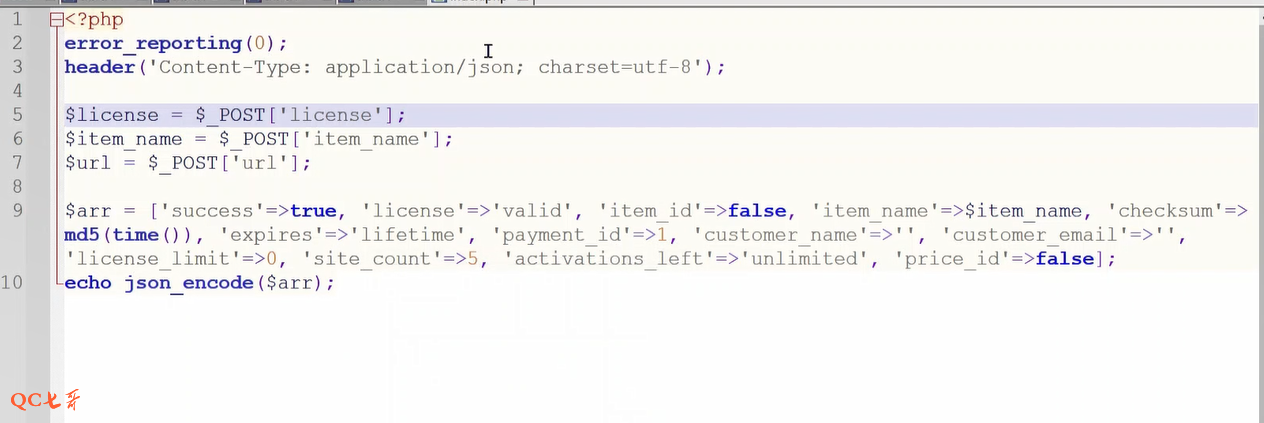 1 <?php
2 error_reporting(0);
3 header('Content-Type: application/json; charset=utf-8');
4
5 $license = $_POST['license'];
6 $item_name = $_POST['item_name'];
7 $url = $_POST['url'];
8
9 $arr = ['success'=>true, 'license'=>'valid', 'item_id'=>false, 'item_name'=>$item_name, 'checksum'=>
md5(time()), 'expires'=>'lifetime', 'payment_id'=>1, 'customer_name'=>'', 'customer_email'=>'',
'license_limit'=>0, 'site_count'=>5, 'activations_left'=>'unlimited', 'price_id'=>false];
10 echo json_encode($arr);
QC七哥